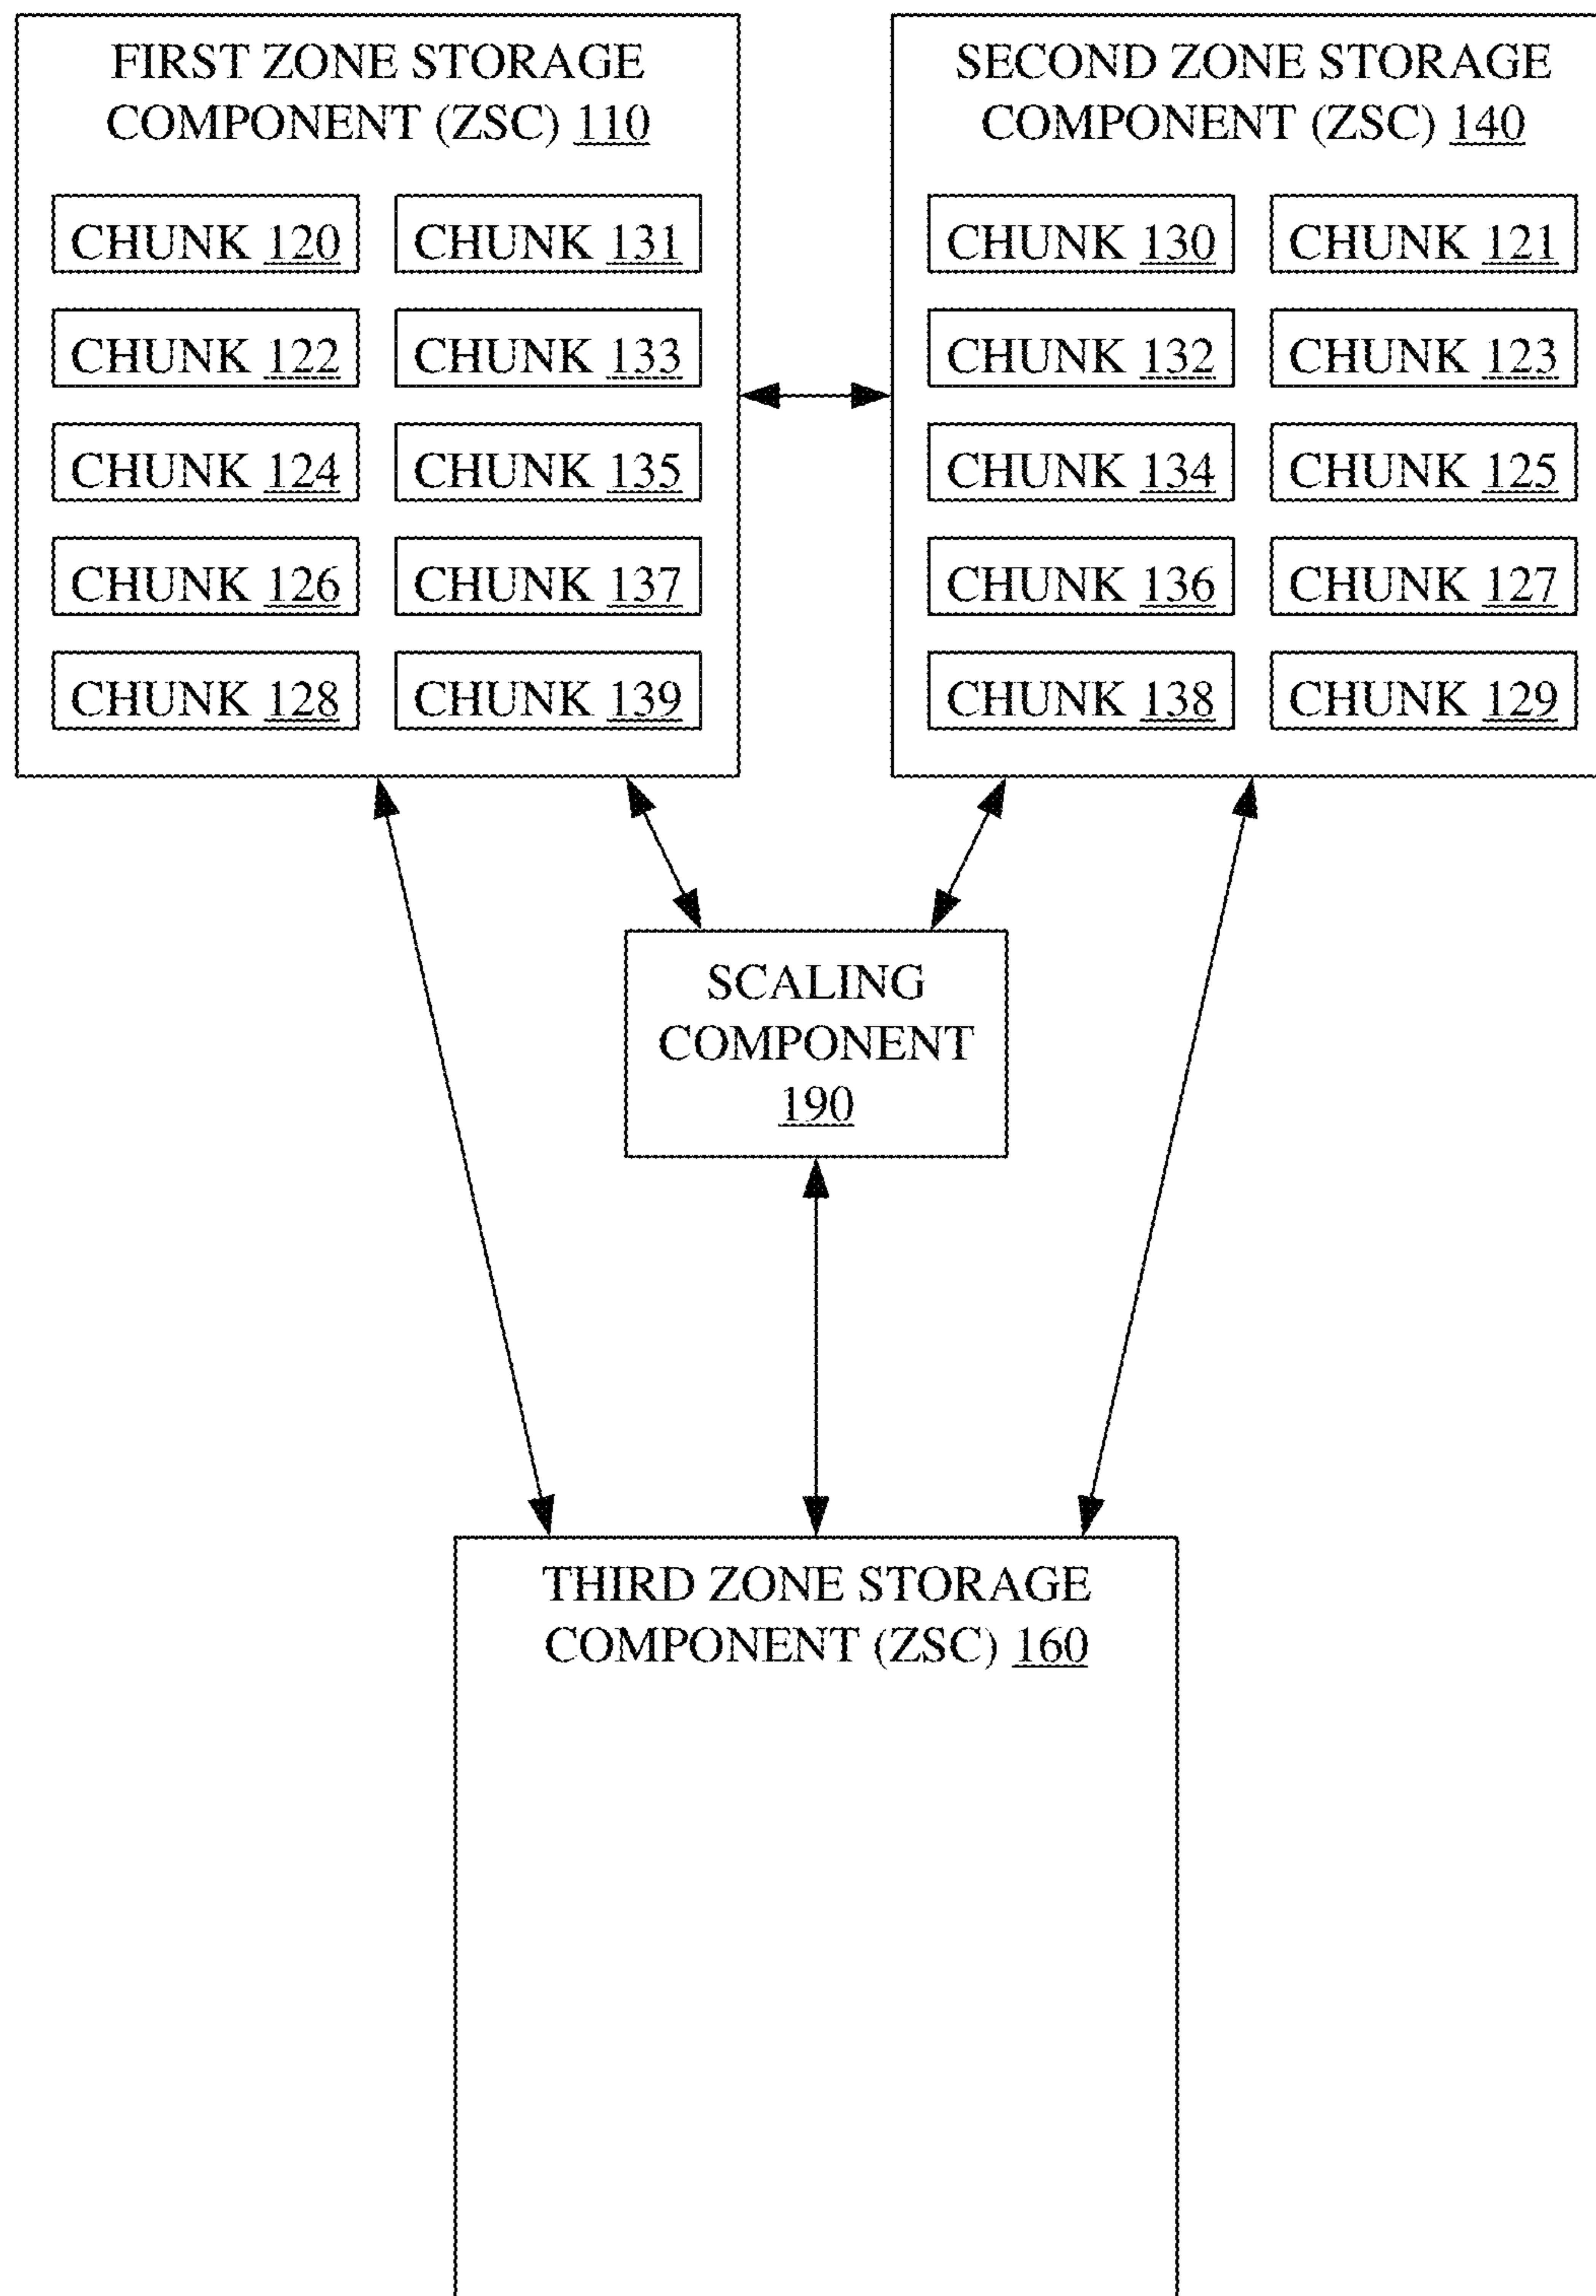 FIRST ZONE STORAGE
COMPONENT (ZSC) 110
CHUNK 120 CHUNK 131
CHUNK 122 CHUNK 133
CHUNK 124 CHUNK 135
CHUNK 126 CHUNK 137
CHUNK 128 CHUNK 139
SECOND ZONE STORAGE
COMPONENT (ZSC) 140
CHUNK 130 CHUNK 121
CHUNK 132 CHUNK 123
CHUNK 134 CHUNK 125
CHUNK 136 CHUNK 127
CHUNK 138 CHUNK 129
SCALING
COMPONENT
190
THIRD ZONE STORAGE
COMPONENT (ZSC) 160